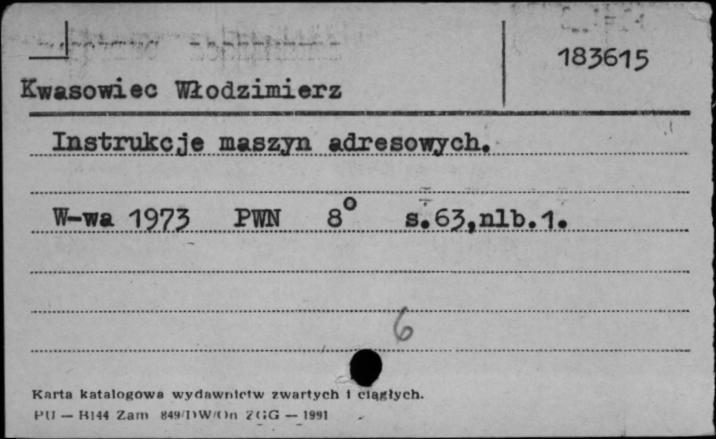 183615
Kwasowiec Włodzimierz
Instrukcje maszyn adresowych.
W-wa 1973 PWN 8° s.63,nlb.1.
6
Karta katalogowa wydawnictw zwartych i ciągłych.
PU — H144 Zam 849/DW/On ZGG — 1991